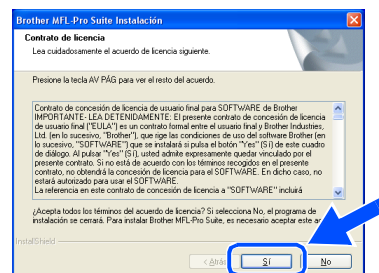 Brother MFL-Pro Suite Instalación
Contrato de licencia
Lea cuidadosamente el acuerdo de licencia siguiente.
Presione la tecla AV PÁG para ver el resto del acuerdo.
Contrato de concesión de licencia de usuario final para SOFTWARE de Brother
IMPORTANTE- LEA DETENIDAMENTE: El presente contrato de concesión de licencia
de usuario final ("EULA") es un contrato formal entre el usuario final y Brother Industries,
Ltd. (en lo sucesivo, "Brother"), que rige las condiciones de uso del software Brother (en
lo sucesivo, "SOFTWARE") que se instalará si pulsa el botón "Yes" (Sí) de este cuadro
de diálogo. Al pulsar "Yes" (Sí), usted admite expresamente quedar vinculado por el
presente contrato. Si no está de acuerdo con los términos recogidos en el presente
contrato, no obtendrá la concesión de licencia para el SOFTWARE. En dicho caso, no
estará autorizado para usar el SOFTWARE.
La referencia en este contrato de concesión de licencia a "SOFTWARE" incluirá
¿Acepta todos los términos del acuerdo de licencia? Si selecciona No, el programa de
instalación se cerrará. Para instalar Brother MFL-Pro Suite, es necesario aceptar este
InstallShield
< Atrás Sí No